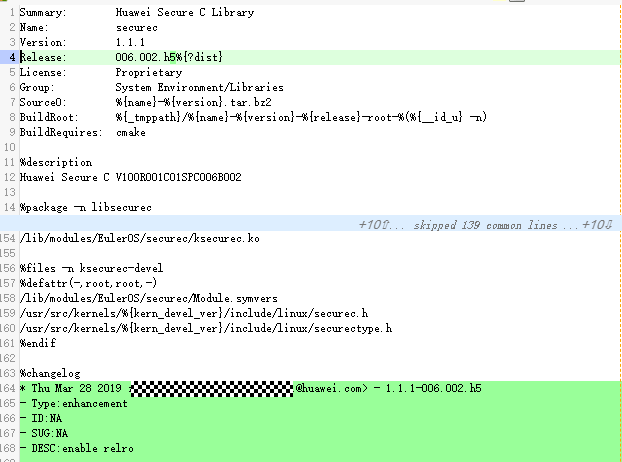 1 Summary: Huawei Secure C Library
2 Name: securec
3 Version: 1.1.1
4 Release: 006.002.h5%{?dist}
5 License: Proprietary
6 Group: System Environment/Libraries
7 Source0: %{name}-%{version}.tar.bz2
8 BuildRoot: %{_tmppath}/%{name}-%{version}-%{release}-root-%(%{__id_u} -n)
9 BuildRequires: cmake
10
11 %description
12 Huawei Secure C V100R001C01SPC006B002
13
14 %package -n libsecurec
+10⇧... skipped 139 common lines ...+10⇩
154 /lib/modules/EulerOS/securec/ksecurec.ko
155
156 %files -n ksecurec-devel
157 %defattr(-,root,root,-)
158 /lib/modules/EulerOS/securec/Module.symvers
159 /usr/src/kernels/%{kern_devel_ver}/include/linux/securec.h
160 /usr/src/kernels/%{kern_devel_ver}/include/linux/securectype.h
161 %endif
162
163 %changelog
164 * Thu Mar 28 2019 @huawei.com> - 1.1.1-006.002.h5
165 - Type:enhancement
166 - ID:NA
167 - SUG:NA
168 - DESC:enable relro